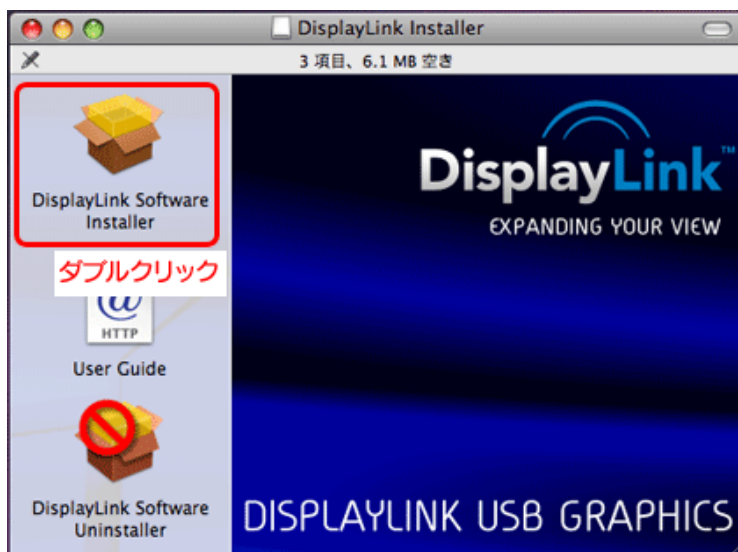 DisplayLink Installer
3 項目、6.1 MB 空き
DisplayLink Software
Installer
ダブルクリック
@
HTTP
User Guide
DisplayLink Software
Uninstaller
DisplayLink™
EXPANDING YOUR VIEW
DISPLAYLINK USB GRAPHICS